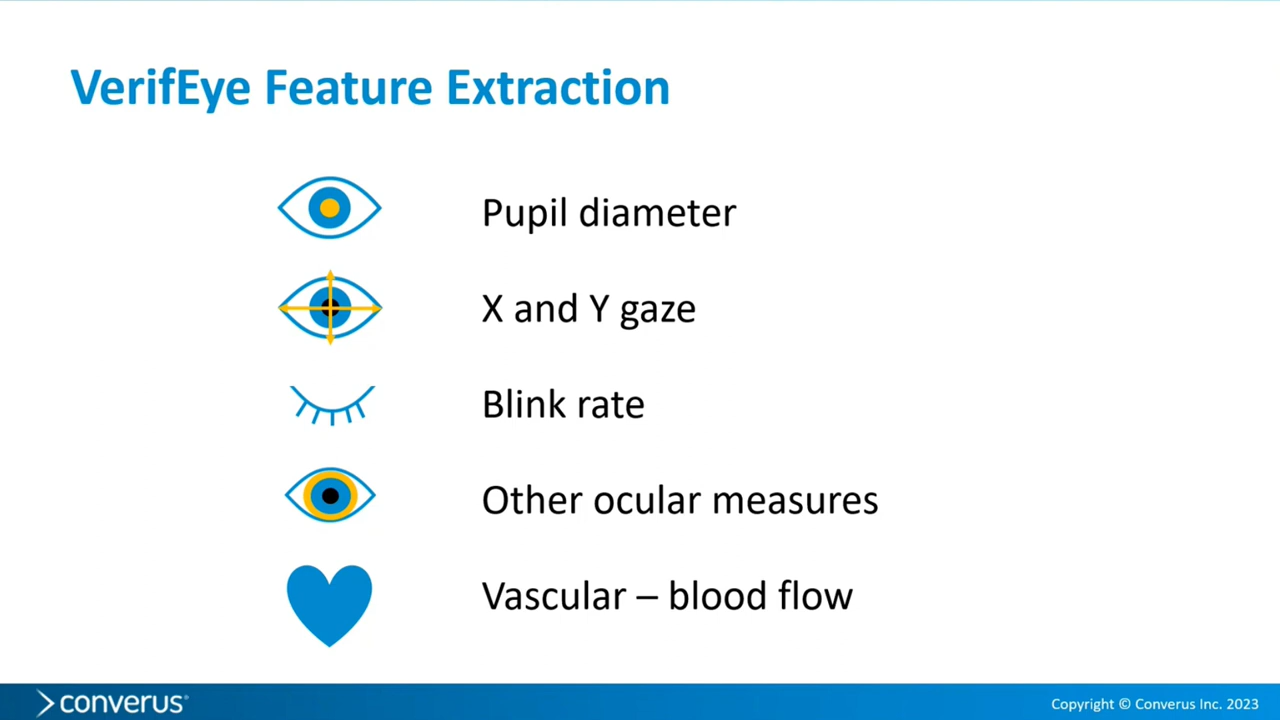 VerifEye Feature Extraction
Pupil diameter
X and Y gaze
Blink rate
Other ocular measures
Vascular – blood flow
converus®
Copyright © Converus Inc. 2023